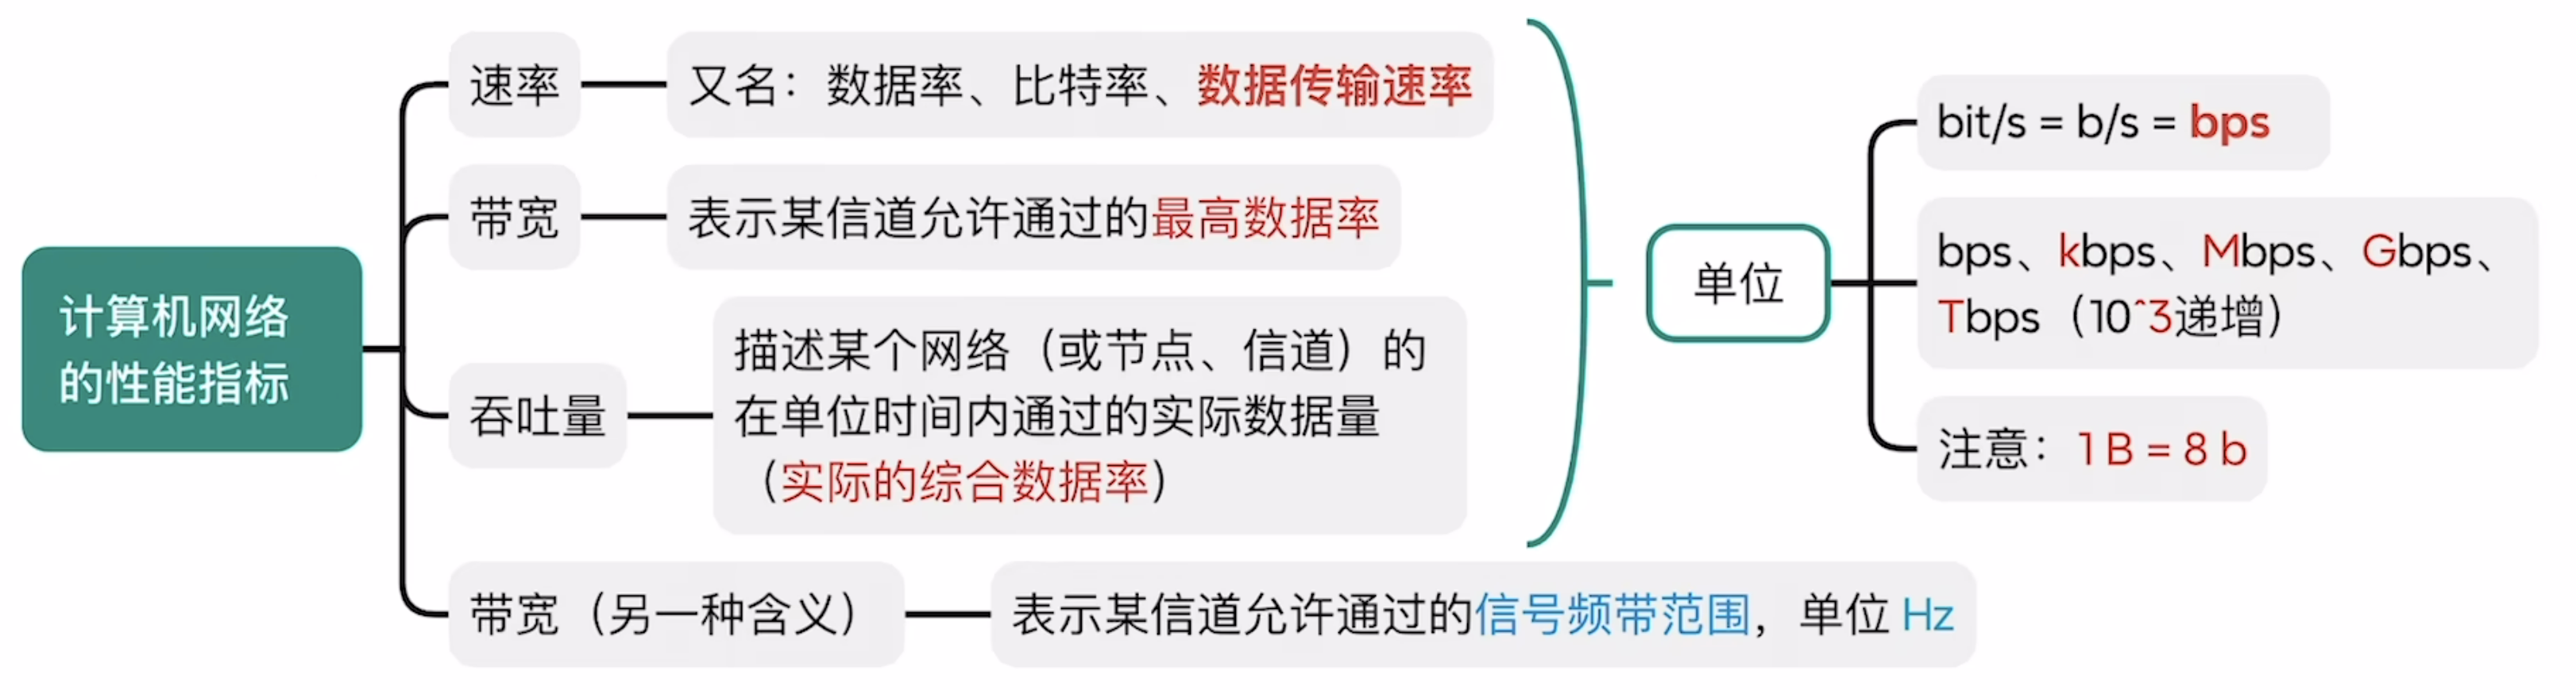 计算机网络
的性能指标
速率
又名：数据率、比特率、数据传输速率
带宽
表示某信道允许通过的最高数据率
吞吐量
描述某个网络（或节点、信道）的
在单位时间内通过的实际数据量
（实际的综合数据率）
带宽（另一种含义）
表示某信道允许通过的信号频带范围，单位 Hz
单位
bit/s = b/s = bps
bps、kbps、Mbps、Gbps、
Tbps（10^3递增）
注意：1 B = 8 b